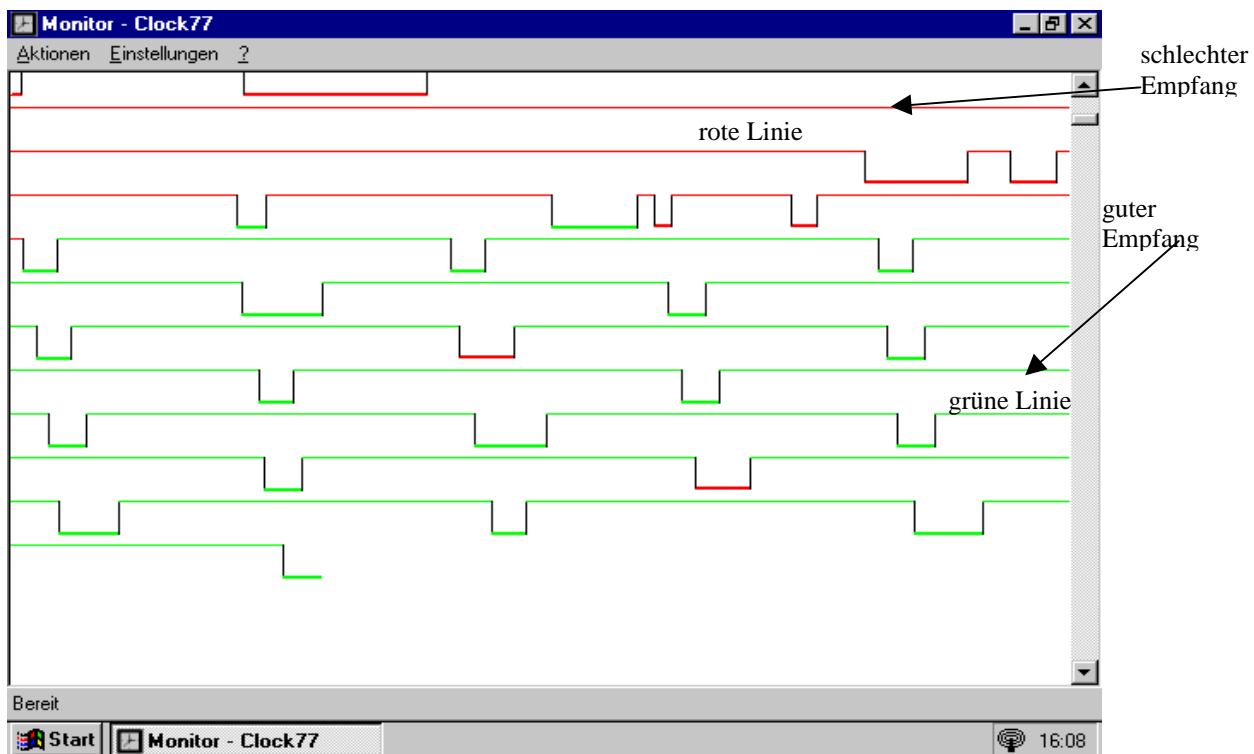 Monitor - Clock77
Aktionen Einstellungen ?
schlechter
Empfang
rote Linie
guter
Empfang
grüne Linie
Bereit
Start Monitor - Clock77 16:08